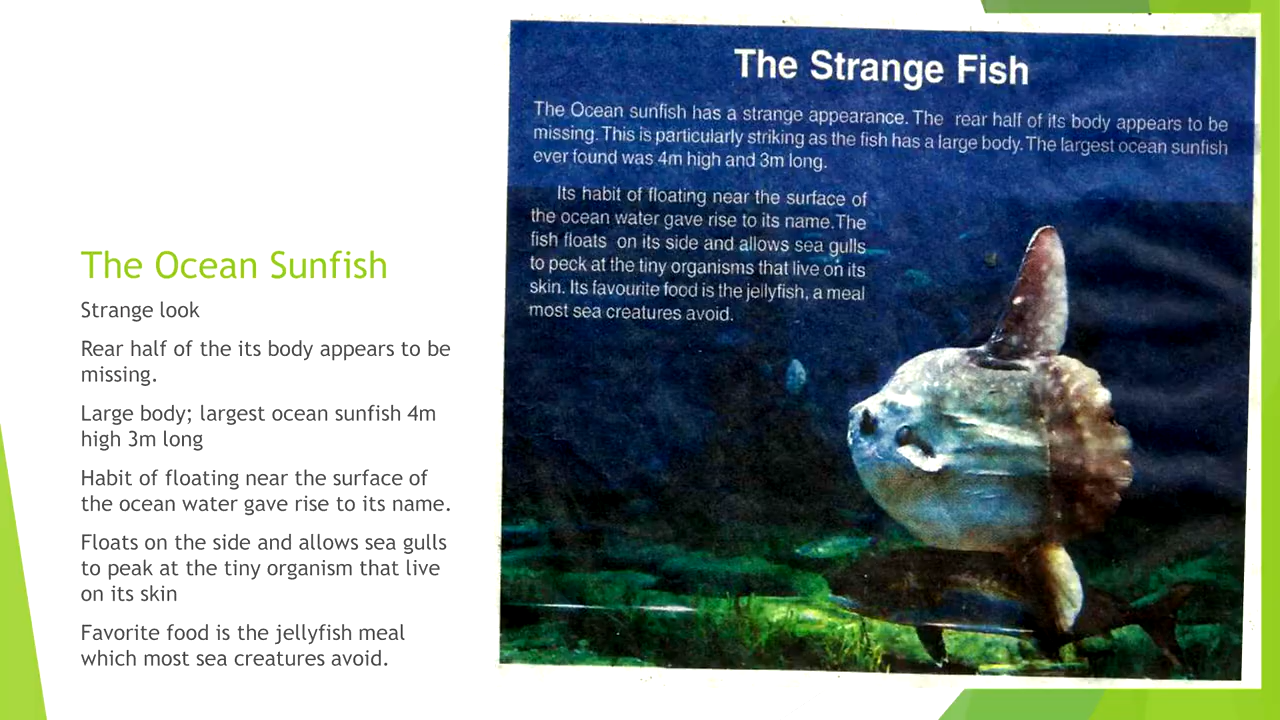 The Ocean Sunfish
Strange look
Rear half of the its body appears to be
missing.
Large body; largest ocean sunfish 4m
high 3m long
Habit of floating near the surface of
the ocean water gave rise to its name.
Floats on the side and allows sea gulls
to peak at the tiny organism that live
on its skin
Favorite food is the jellyfish meal
which most sea creatures avoid.
The Strange Fish
The Ocean sunfish has a strange appearance. The rear half of its body appears to be
missing. This is particularly striking as the fish has a large body. The largest ocean sunfish
ever found was 4m high and 3m long.
Its habit of floating near the surface of
the ocean water gave rise to its name. The
fish floats on its side and allows sea gulls
to peck at the tiny organisms that live on its
skin. Its favourite food is the jellyfish, a meal
most sea creatures avoid.